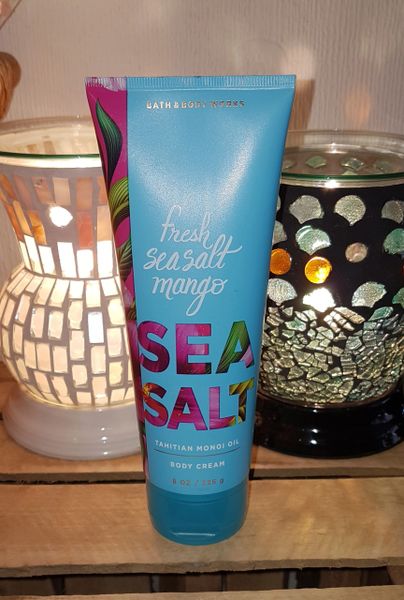 BATH & BODY WORKS
fresh
sea salt
mango
SEA
SALT
TAHITIAN MONOI OIL
BODY CREAM
8 OZ / 226 g